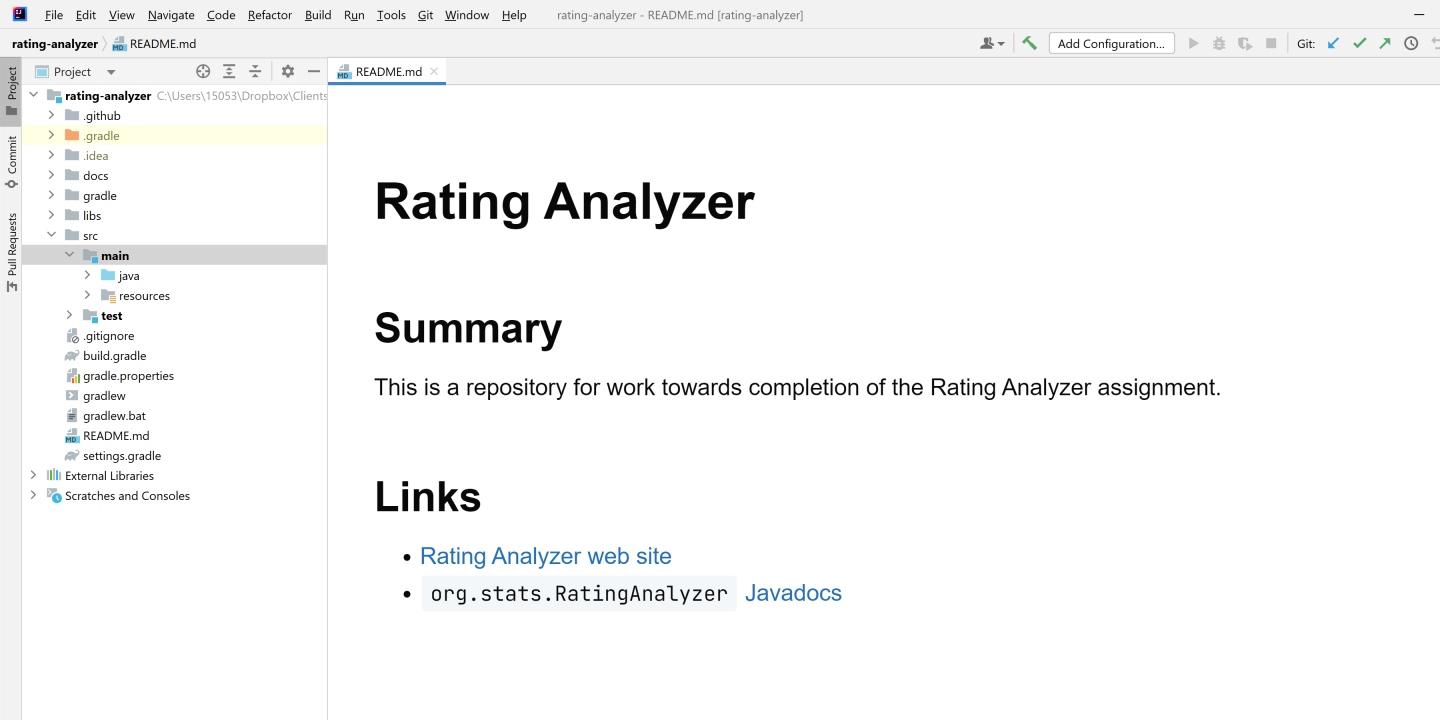 File Edit View Navigate Code Refactor Build Run Tools Git Window Help rating-analyzer - README.md [rating-analyzer]
rating-analyzer README.md Add Configuration... Git:
Project
README.md
Project
Commit
Pull Requests
rating-analyzer C:\Users\15053\Dropbox\Clients
.github
.gradle
.idea
docs
gradle
libs
src
main
java
resources
test
.gitignore
build.gradle
gradle.properties
gradlew
gradlew.bat
README.md
settings.gradle
External Libraries
Scratches and Consoles
Rating Analyzer
Summary
This is a repository for work towards completion of the Rating Analyzer assignment.
Links
• Rating Analyzer web site
• org.stats.RatingAnalyzer Javadocs